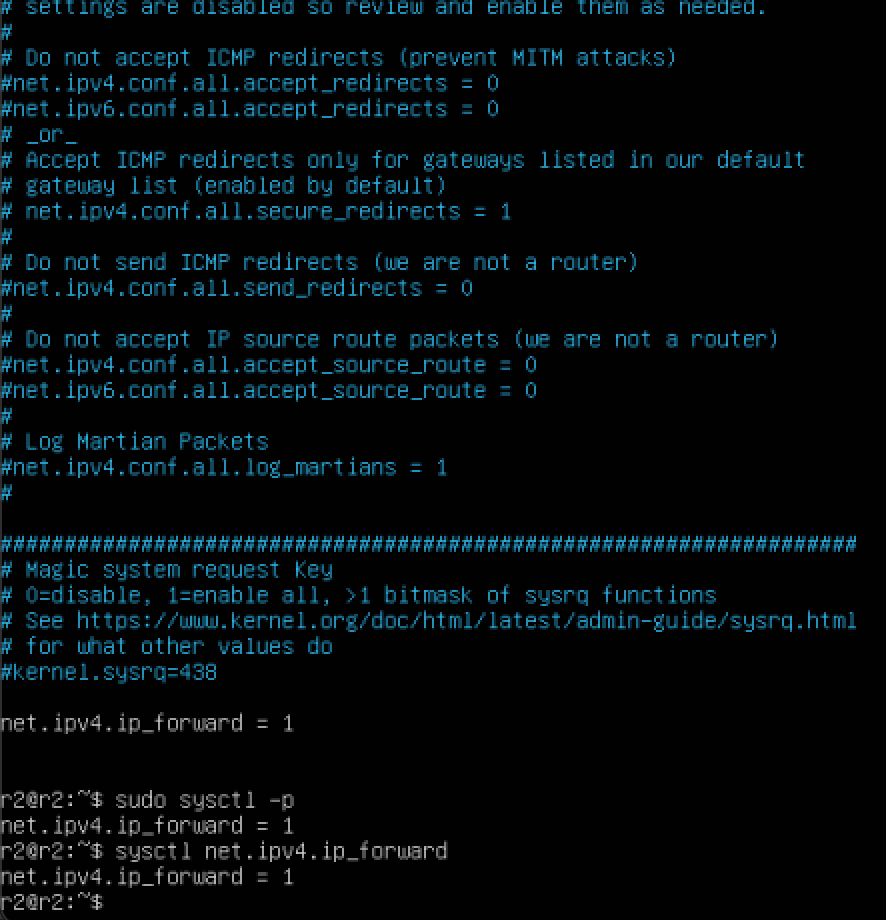 # settings are disabled so review and enable them as needed.
#
# Do not accept ICMP redirects (prevent MITM attacks)
#net.ipv4.conf.all.accept_redirects = 0
#net.ipv6.conf.all.accept_redirects = 0
# _or_
# Accept ICMP redirects only for gateways listed in our default
# gateway list (enabled by default)
# net.ipv4.conf.all.secure_redirects = 1
#
# Do not send ICMP redirects (we are not a router)
#net.ipv4.conf.all.send_redirects = 0
#
# Do not accept IP source route packets (we are not a router)
#net.ipv4.conf.all.accept_source_route = 0
#net.ipv6.conf.all.accept_source_route = 0
#
# Log Martian Packets
#net.ipv4.conf.all.log_martians = 1
#
###################################################################
# Magic system request Key
# 0=disable, 1=enable all, >1 bitmask of sysrq functions
# See https://www.kernel.org/doc/html/latest/admin-guide/sysrq.html
# for what other values do
#kernel.sysrq=438
net.ipv4.ip_forward = 1
r2@r2:~$ sudo sysctl -p
net.ipv4.ip_forward = 1
r2@r2:~$ sysctl net.ipv4.ip_forward
net.ipv4.ip_forward = 1
r2@r2:~$